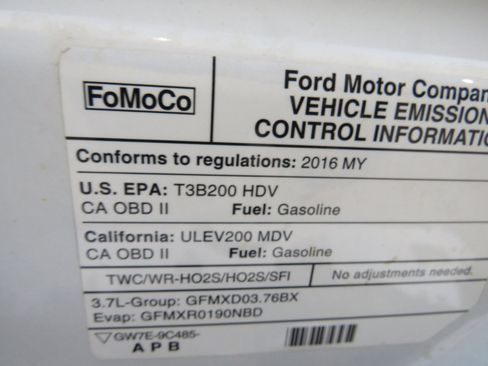 FoMoCo
Ford Motor Compan
VEHICLE EMISSION
CONTROL INFORMATIO
Conforms to regulations: 2016 MY
U.S. EPA: T3B200 HDV
CA OBD II Fuel: Gasoline
California: ULEV200 MDV
CA OBD II Fuel: Gasoline
TWC/WR-HO2S/HO2S/SFI No adjustments needed.
3.7L-Group: GFMXD03.76BX
Evap: GFMXR0190NBD
GW7E-9C485-
A P B